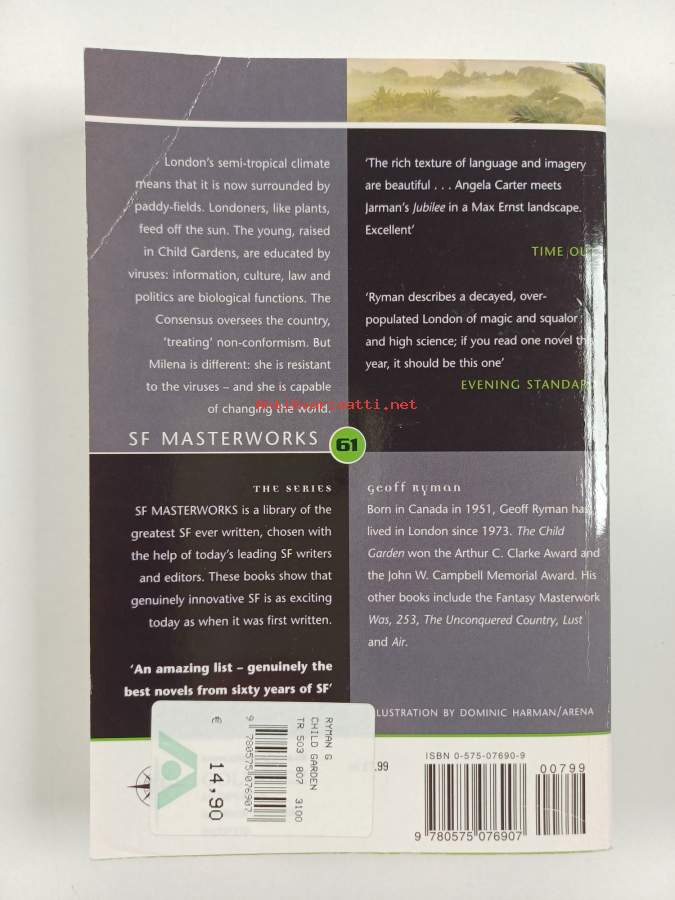 London's semi-tropical climate
means that it is now surrounded by
paddy-fields. Londoners, like plants,
feed off the sun. The young, raised
in Child Gardens, are educated by
viruses: information, culture, law and
politics are biological functions. The
Consensus oversees the country,
'treating' non-conformism. But
Milena is different: she is resistant
to the viruses – and she is capable
of changing the world.
'The rich texture of language and imagery
are beautiful . . . Angela Carter meets
Jarman's Jubilee in a Max Ernst landscape.
Excellent'
TIME OUT
'Ryman describes a decayed, over-
populated London of magic and squalor
and high science; if you read one novel this
year, it should be this one'
EVENING STANDARD
Antikvariaatti.net
SF MASTERWORKS 61
THE SERIES
SF MASTERWORKS is a library of the
greatest SF ever written, chosen with
the help of today's leading SF writers
and editors. These books show that
genuinely innovative SF is as exciting
today as when it was first written.
'An amazing list – genuinely the
best novels from sixty years of SF'
Geoff Ryman
Born in Canada in 1951, Geoff Ryman has
lived in London since 1973. The Child
Garden won the Arthur C. Clarke Award and
the John W. Campbell Memorial Award. His
other books include the Fantasy Masterwork
Was, 253, The Unconquered Country, Lust
and Air.
ILLUSTRATION BY DOMINIC HARMAN/ARENA
RYMAN G
CHILD GARDEN
TR 503 807 3100
9 780575 076907
€ 14,90
.99
ISBN 0-575-07690-9
00799
9 780575 076907